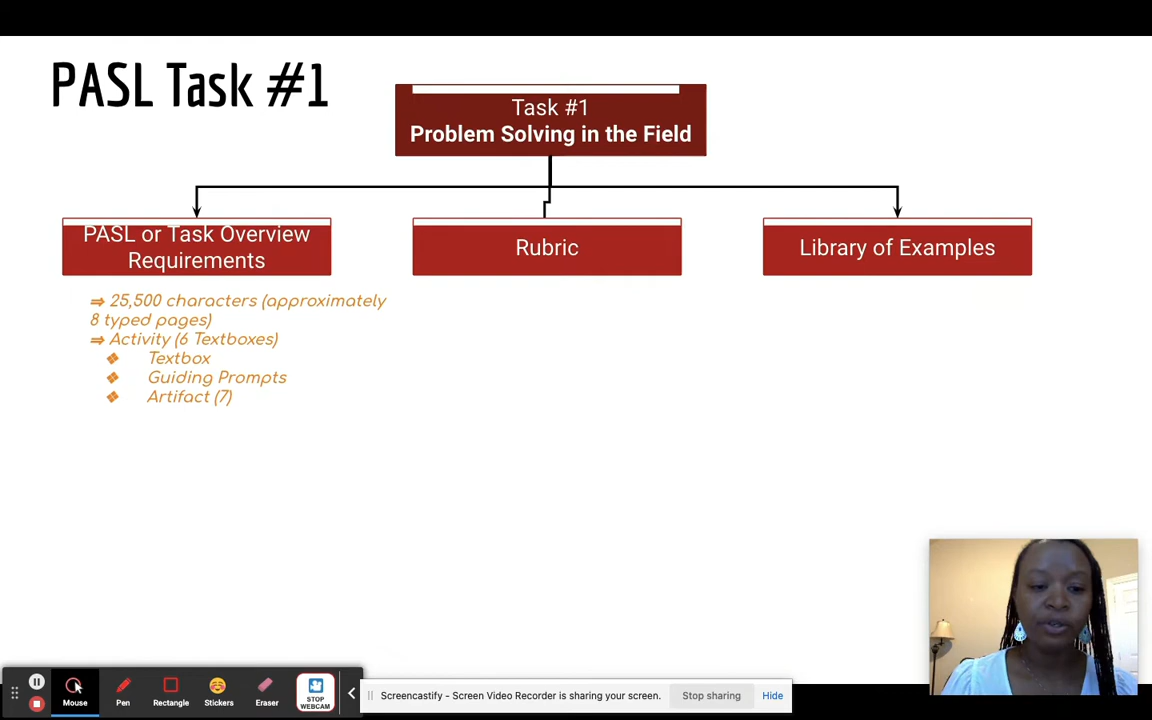 PASL Task #1
Task #1
Problem Solving in the Field
PASL or Task Overview
Requirements
Rubric
Library of Examples
⇒ 25,500 characters (approximately
8 typed pages)
⇒ Activity (6 Textboxes)
❖ Textbox
❖ Guiding Prompts
❖ Artifact (7)
Mouse
Pen
Rectangle
Stickers
Eraser
STOP
WEBCAM
Screencastify - Screen Video Recorder is sharing your screen.
Stop sharing
Hide